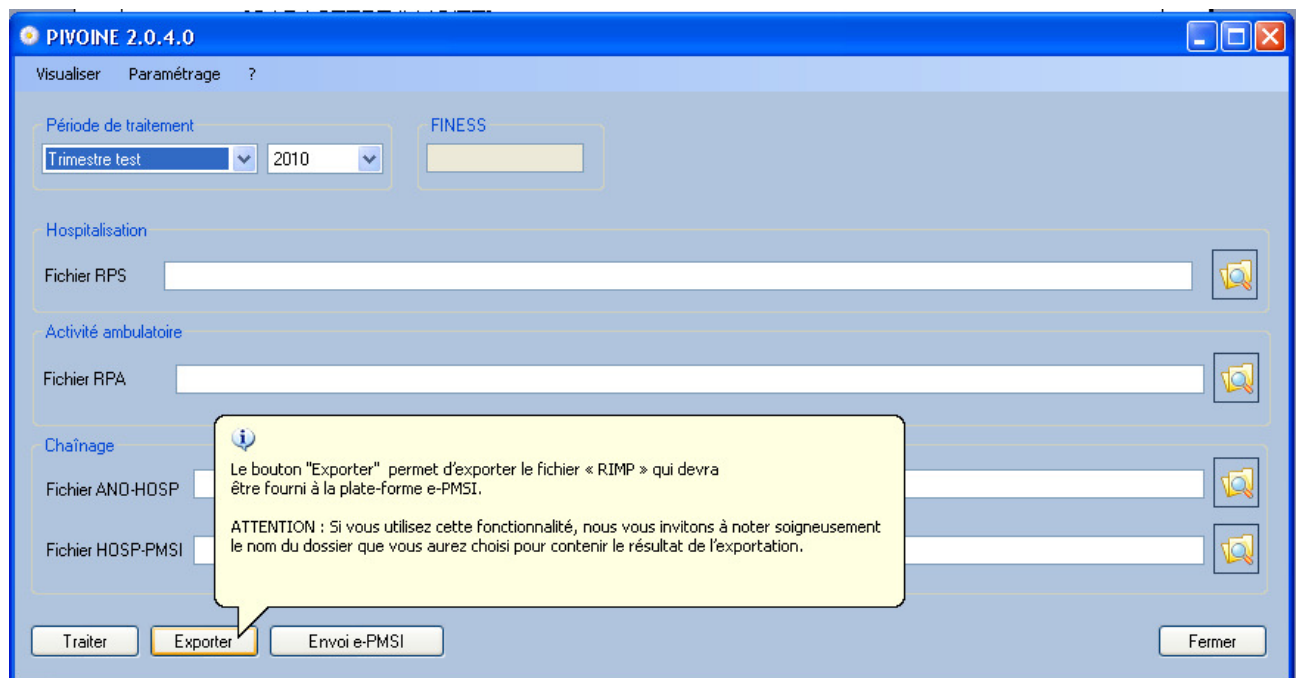 PIVOINE 2.0.4.0
Visualiser Paramétrage ?
Période de traitement FINESS
Trimestre test 2010
Hospitalisation
Fichier RPS
Activité ambulatoire
Fichier RPA
Chaînage
Le bouton "Exporter" permet d'exporter le fichier « RIMP » qui devra
être fourni à la plate-forme e-PMSI.
Fichier ANO-HOSP
ATTENTION : Si vous utilisez cette fonctionnalité, nous vous invitons à noter soigneusement
le nom du dossier que vous aurez choisi pour contenir le résultat de l'exportation.
Fichier HOSP-PMSI
Traiter Exporter Envoi e-PMSI Fermer